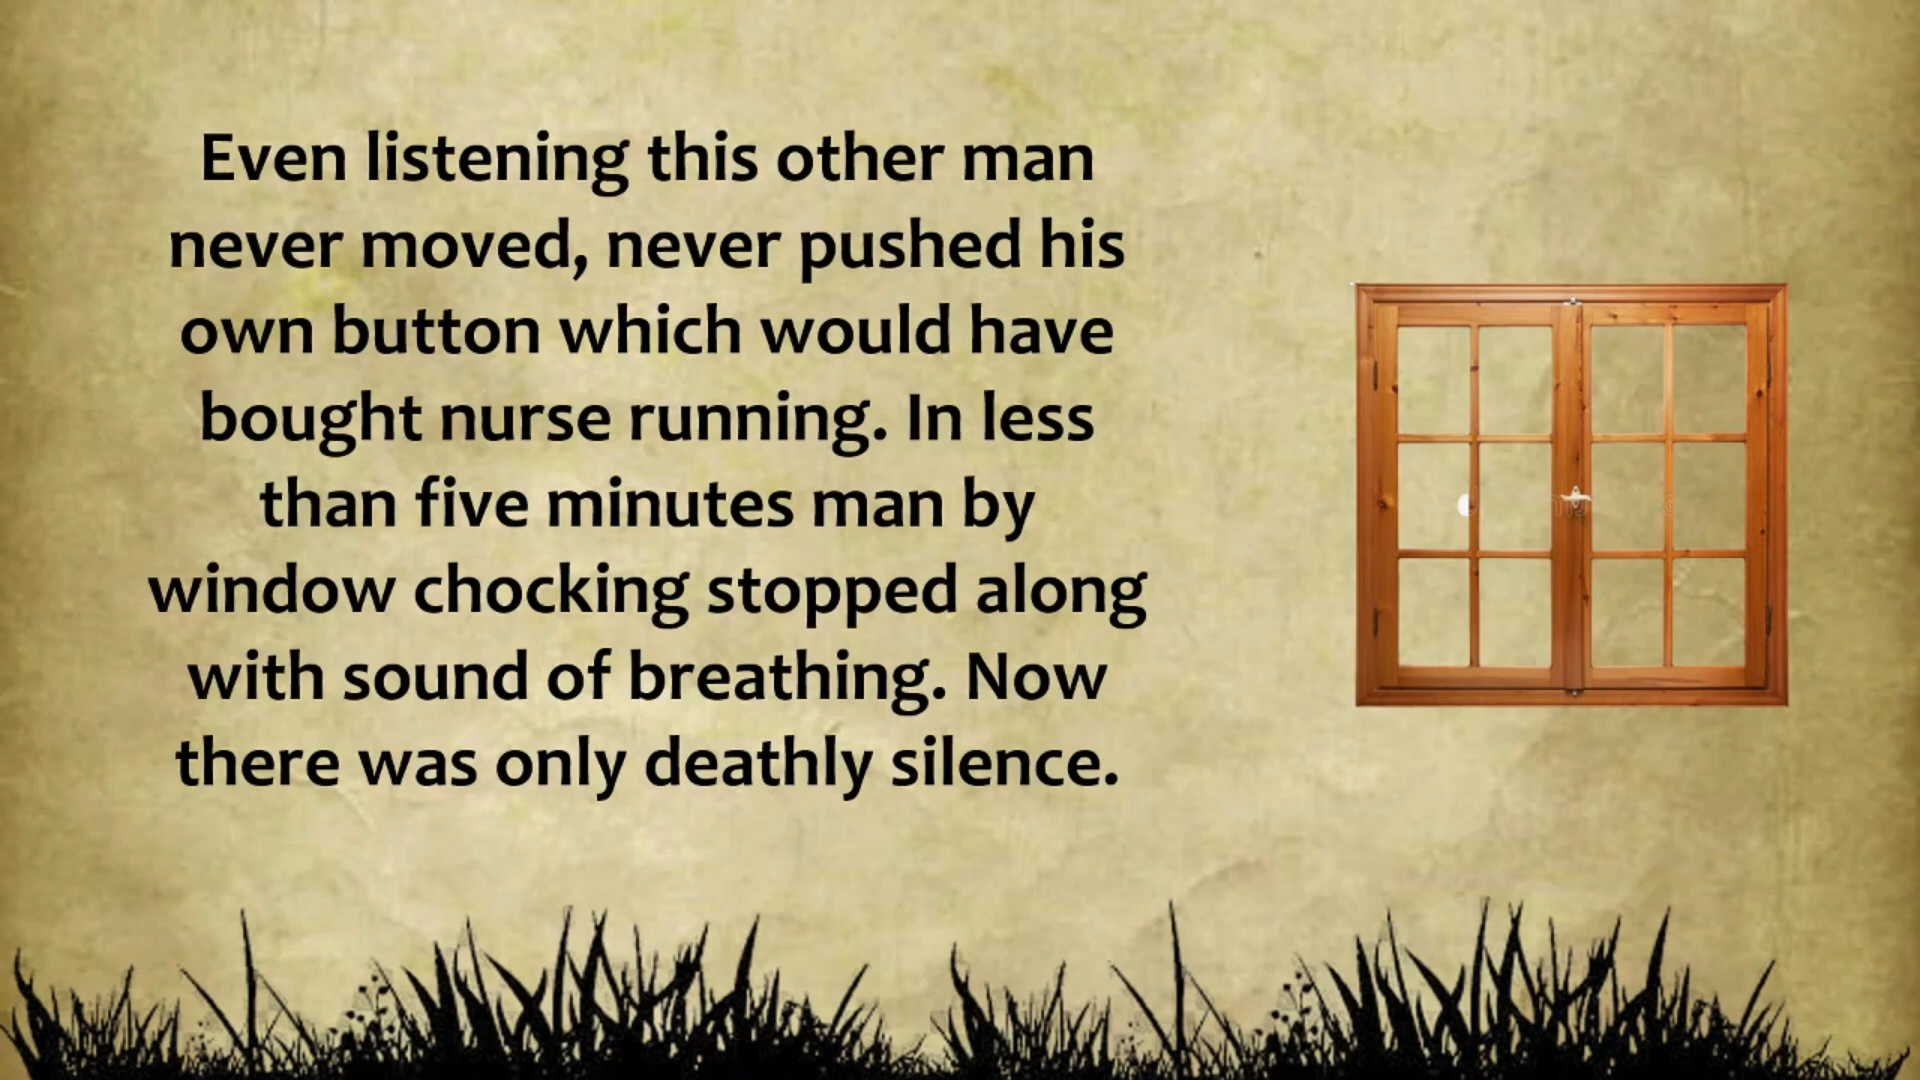 Even listening this other man
never moved, never pushed his
own button which would have
bought nurse running. In less
than five minutes man by
window chocking stopped along
with sound of breathing. Now
there was only deathly silence.